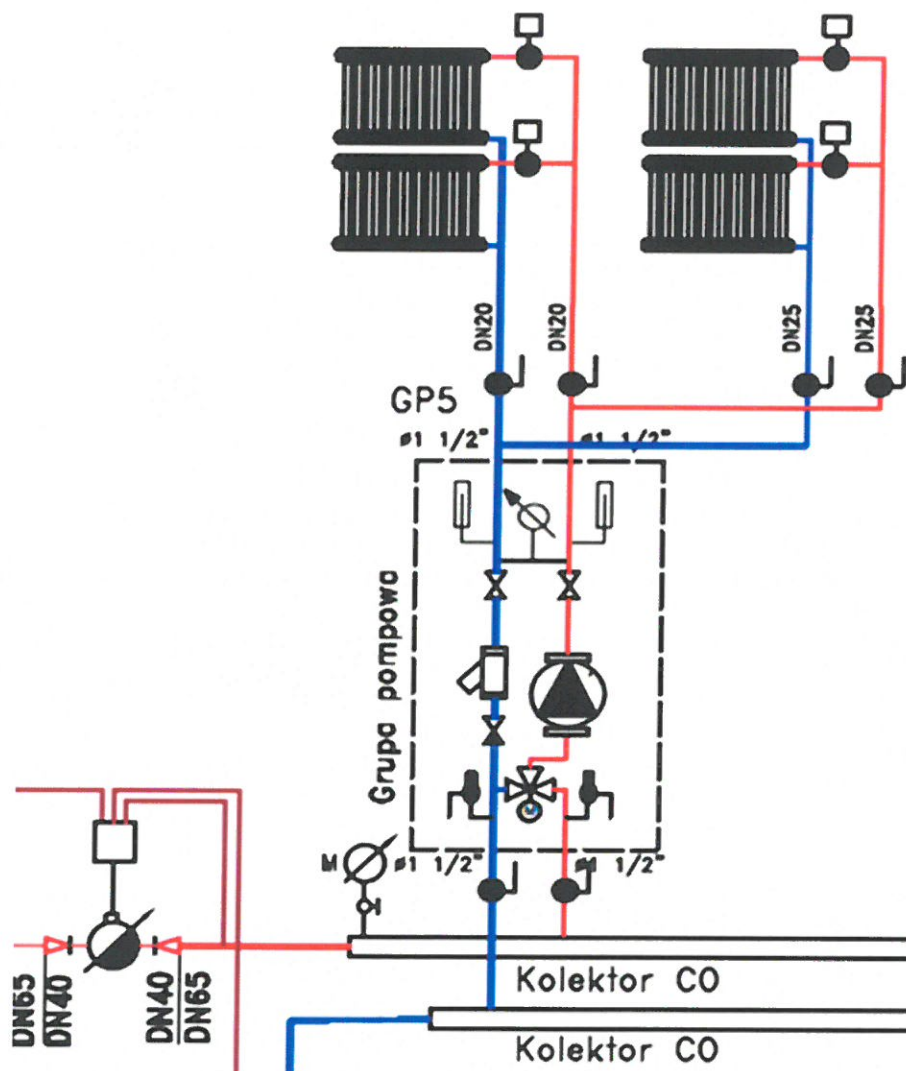 DN20
DN20
DN25
DN25
GP5
ø1 1/2"
ø1 1/2"
Grupa pompowa
M
ø1 1/2"
1/2"
DN65
DN40
DN40
DN65
Kolektor CO
Kolektor CO